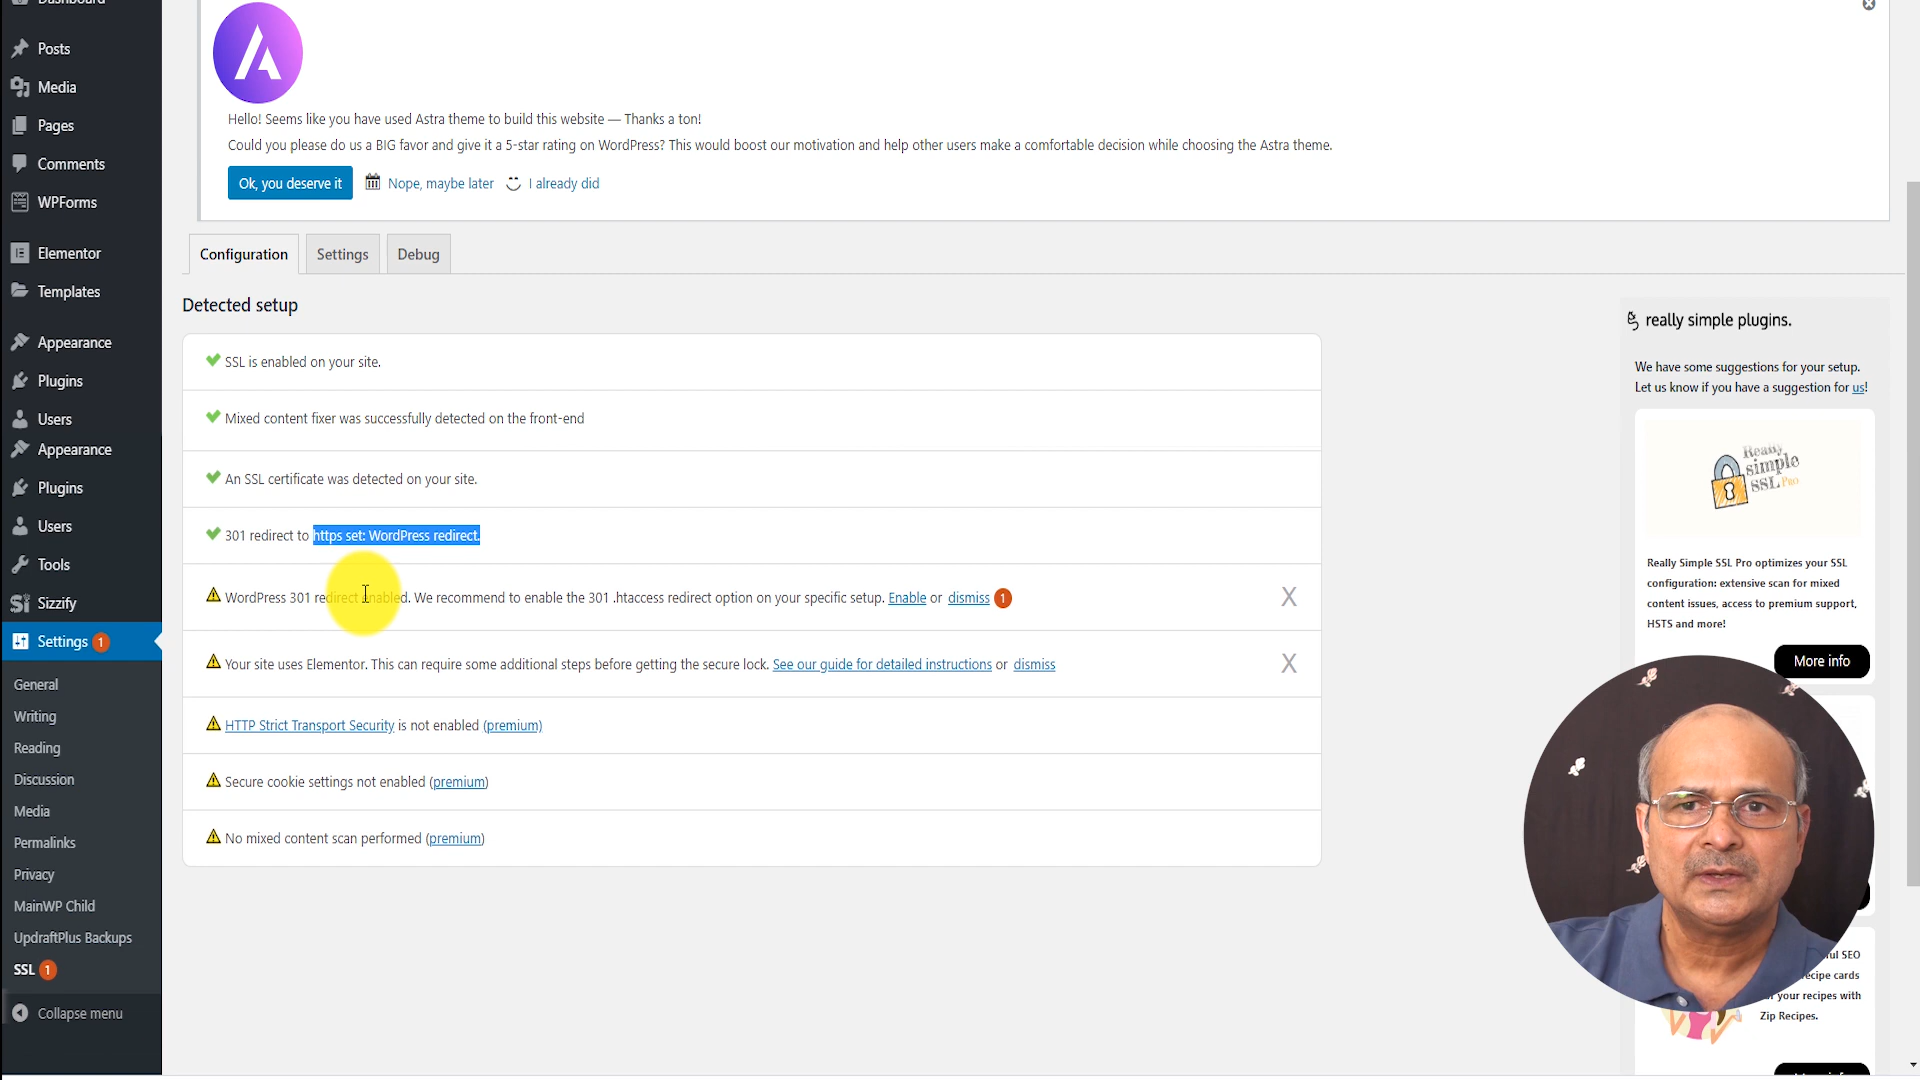 Dashboard
Posts
Media
Pages
Comments
WPForms
Elementor
Templates
Appearance
Plugins
Users
Appearance
Plugins
Users
Tools
Sizzify
Settings 1
General
Writing
Reading
Discussion
Media
Permalinks
Privacy
MainWP Child
UpdraftPlus Backups
SSL 1
Collapse menu
Hello! Seems like you have used Astra theme to build this website — Thanks a ton!
Could you please do us a BIG favor and give it a 5-star rating on WordPress? This would boost our motivation and help other users make a comfortable decision while choosing the Astra theme.
Ok, you deserve it Nope, maybe later I already did
Configuration Settings Debug
Detected setup
SSL is enabled on your site.
Mixed content fixer was successfully detected on the front-end
An SSL certificate was detected on your site.
301 redirect to https set: WordPress redirect.
WordPress 301 redirect enabled. We recommend to enable the 301 .htaccess redirect option on your specific setup. Enable or dismiss 1 X
Your site uses Elementor. This can require some additional steps before getting the secure lock. See our guide for detailed instructions or dismiss X
HTTP Strict Transport Security is not enabled (premium)
Secure cookie settings not enabled (premium)
No mixed content scan performed (premium)
really simple plugins.
We have some suggestions for your setup.
Let us know if you have a suggestion for us!
Really
simple
SSL Pro
Really Simple SSL Pro optimizes your SSL
configuration: extensive scan for mixed
content issues, access to premium support,
HSTS and more!
More info
SEO
recipe cards
your recipes with
Zip Recipes.